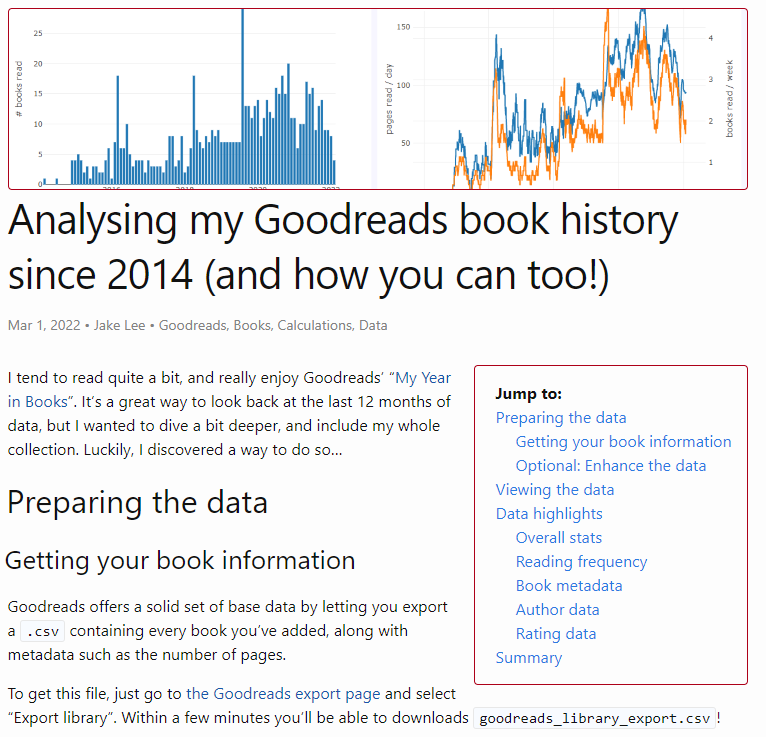 25
20
15
10
5
0
# books read
2016
2018
2020
2022
150
100
50
pages read / day
4
3
2
1
books read / week
Analysing my Goodreads book history
since 2014 (and how you can too!)
Mar 1, 2022 • Jake Lee • Goodreads, Books, Calculations, Data
I tend to read quite a bit, and really enjoy Goodreads’ “My Year
in Books”. It’s a great way to look back at the last 12 months of
data, but I wanted to dive a bit deeper, and include my whole
collection. Luckily, I discovered a way to do so…
Jump to:
Preparing the data
Getting your book information
Optional: Enhance the data
Viewing the data
Data highlights
Overall stats
Reading frequency
Book metadata
Author data
Rating data
Summary
Preparing the data
Getting your book information
Goodreads offers a solid set of base data by letting you export
a .csv containing every book you’ve added, along with
metadata such as the number of pages.
To get this file, just go to the Goodreads export page and select
“Export library”. Within a few minutes you’ll be able to downloads goodreads_library_export.csv!